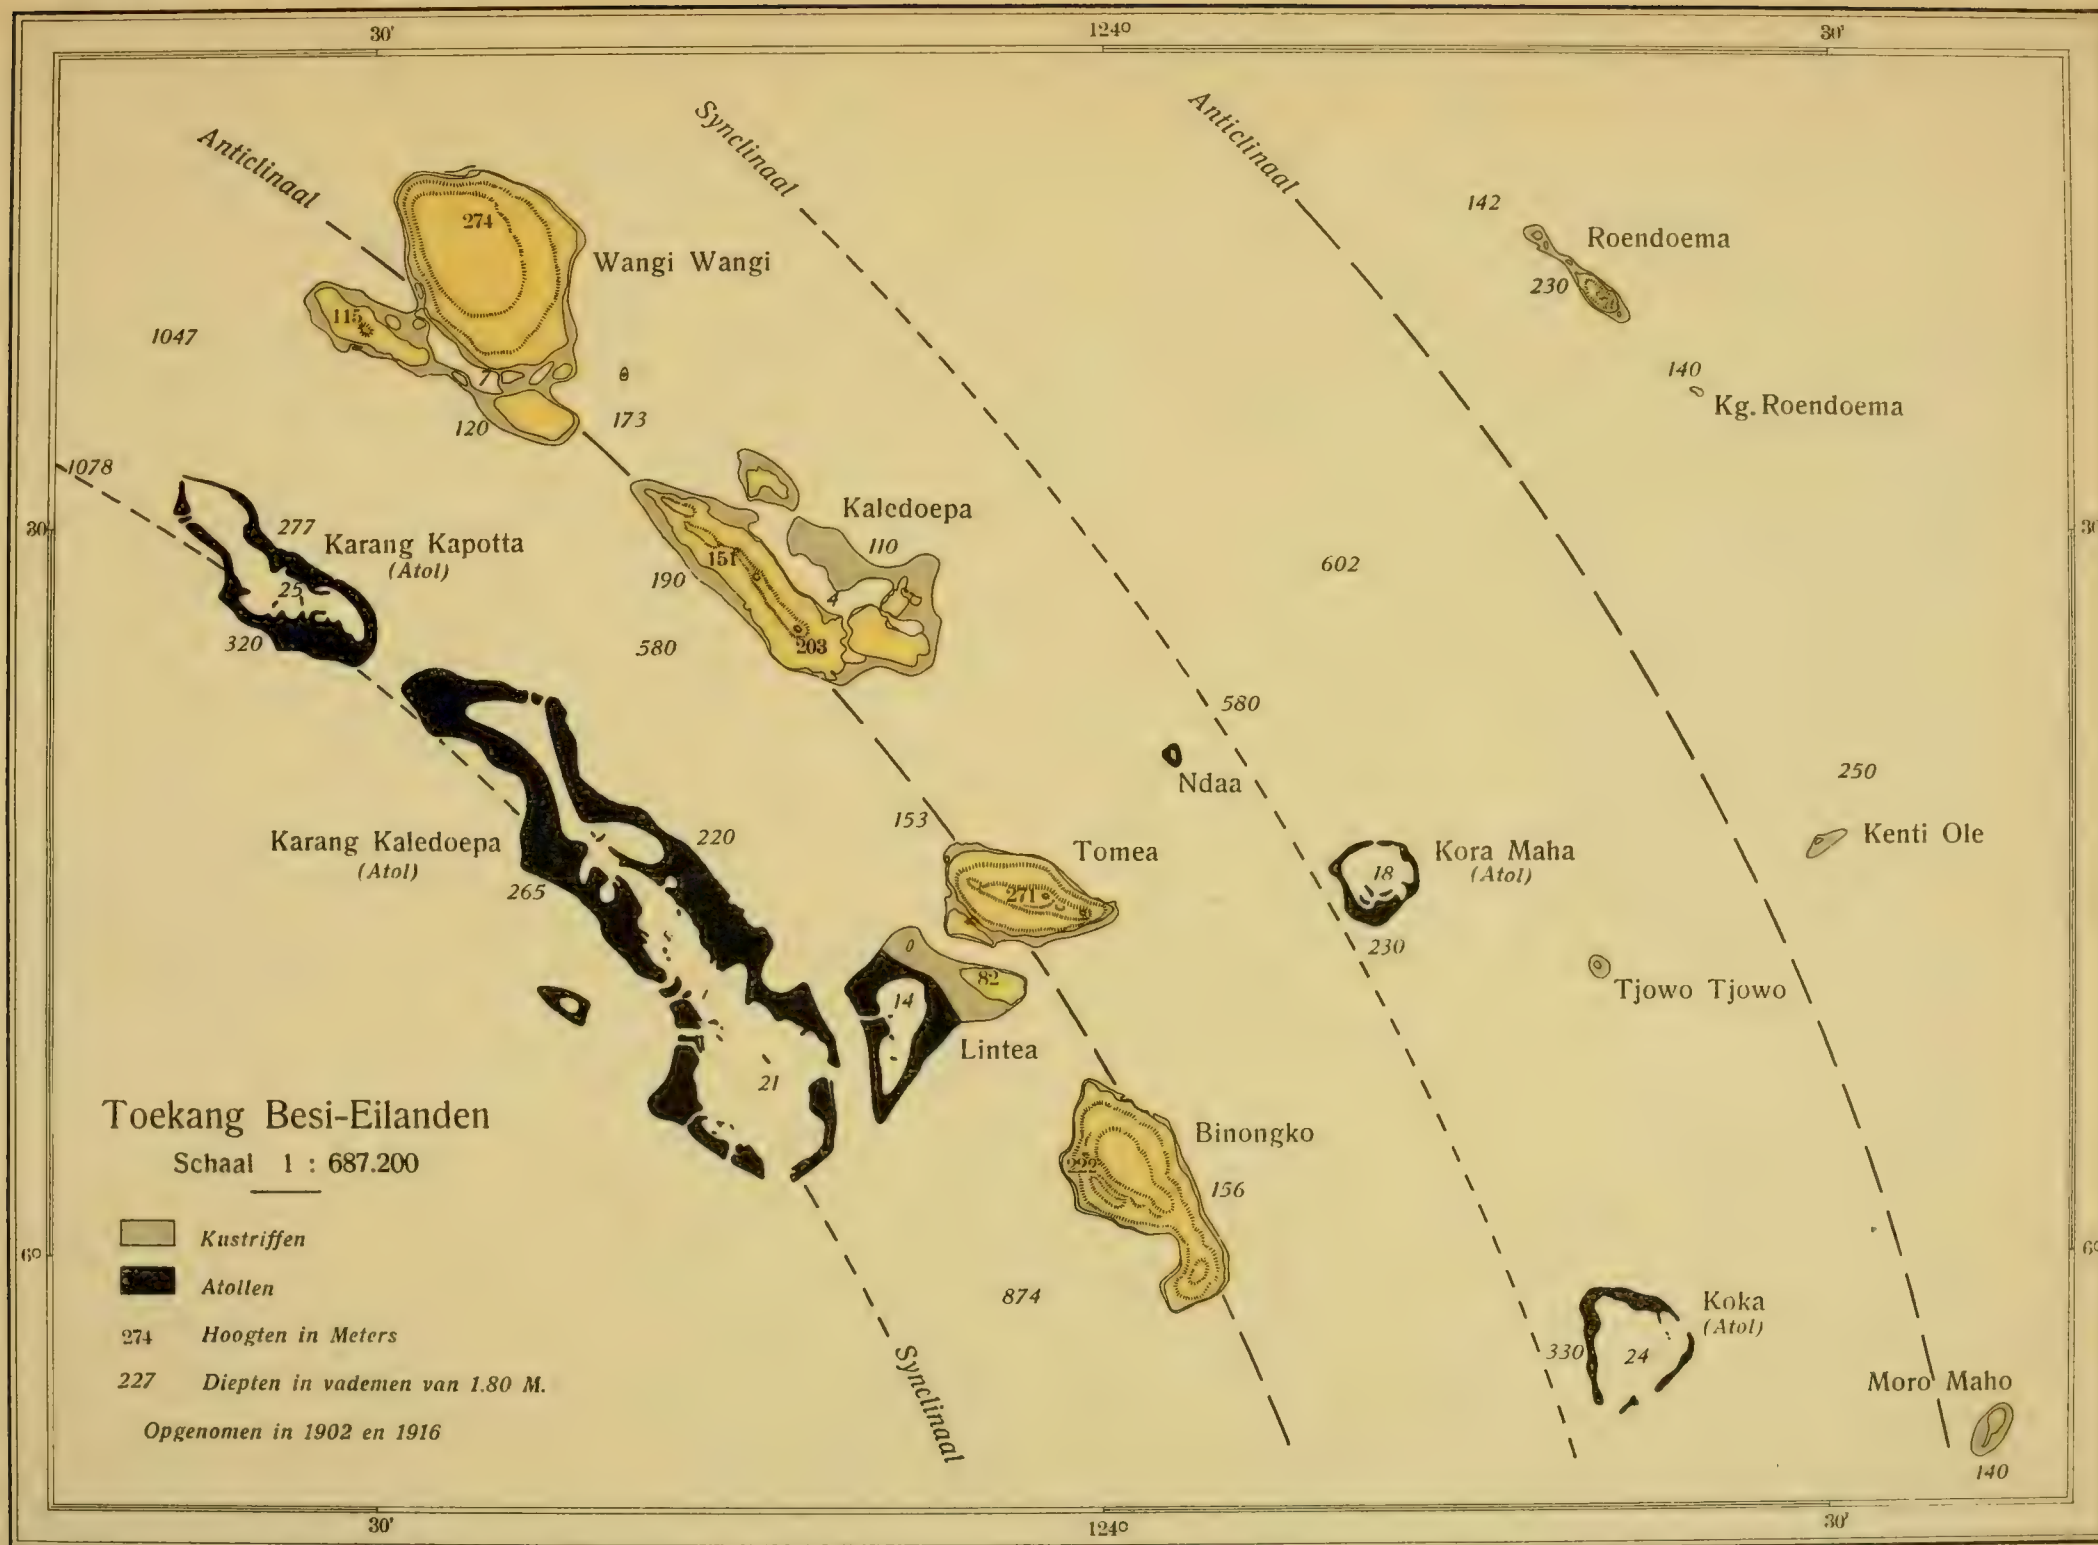 30'
124°
30'
Anticlinaal
Synclinaal
Anticlinaal
142
Roendoema
274
Wangi Wangi
230
115
1047
140
7
Kg. Roendoema
120
173
1078
Kaledoepa
30'
277
Karang Kapotta
(Atol)
110
151
602
25
190
4
320
580
203
580
250
Ndaa
153
Karang Kaledoepa
(Atol)
220
Tomea
Kora Maha
(Atol)
Kenti Ole
18
265
271
230
0
82
Tjowo Tjowo
14
Lintea
21
Toekang Besi-Eilanden
Schaal 1 : 687.200
Binongko
222
156
Kustriffen
6°
6°
Atollen
874
Koka
(Atol)
274 Hoogten in Meters
330
24
227 Diepten in vademen van 1.80 M.
Moro Maho
Synclinaal
Opgenomen in 1902 en 1916
140
30'
124°
30'